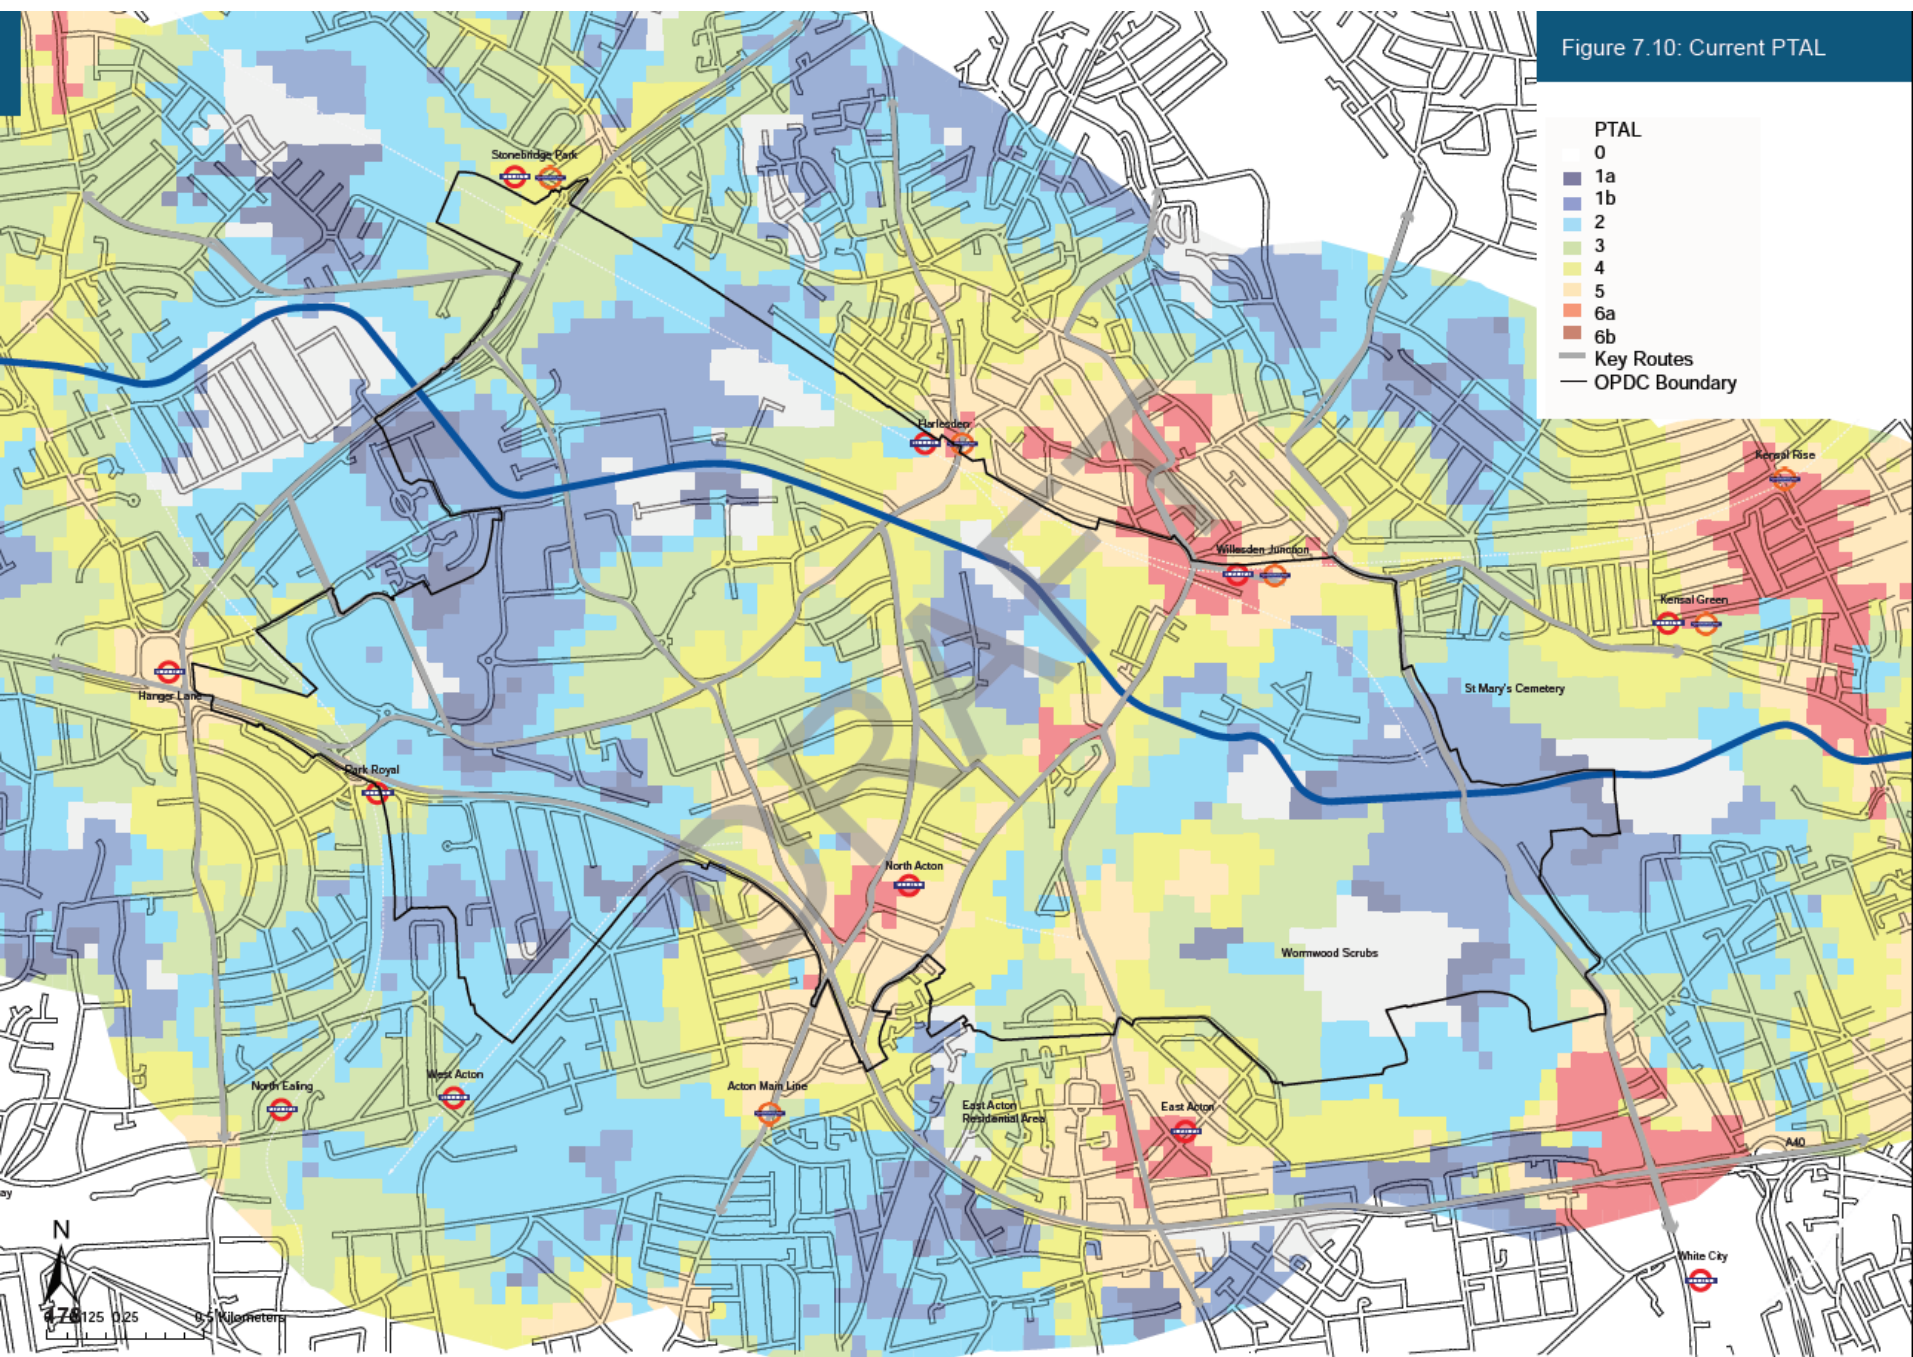 Figure 7.10: Current PTAL
PTAL
0
1a
1b
2
3
4
5
6a
6b
Key Routes
OPDC Boundary
Stonebridge Park
Harlesden
Kensal Rise
Willesden Junction
Kensal Green
Hanger Lane
St Mary's Cemetery
Park Royal
North Acton
Wormwood Scrubs
West Acton
North Ealing
Acton Main Line
East Acton
Residential Area
East Acton
A40
ay
White City
N
0.25
0.5 Kilometers
DRAFT